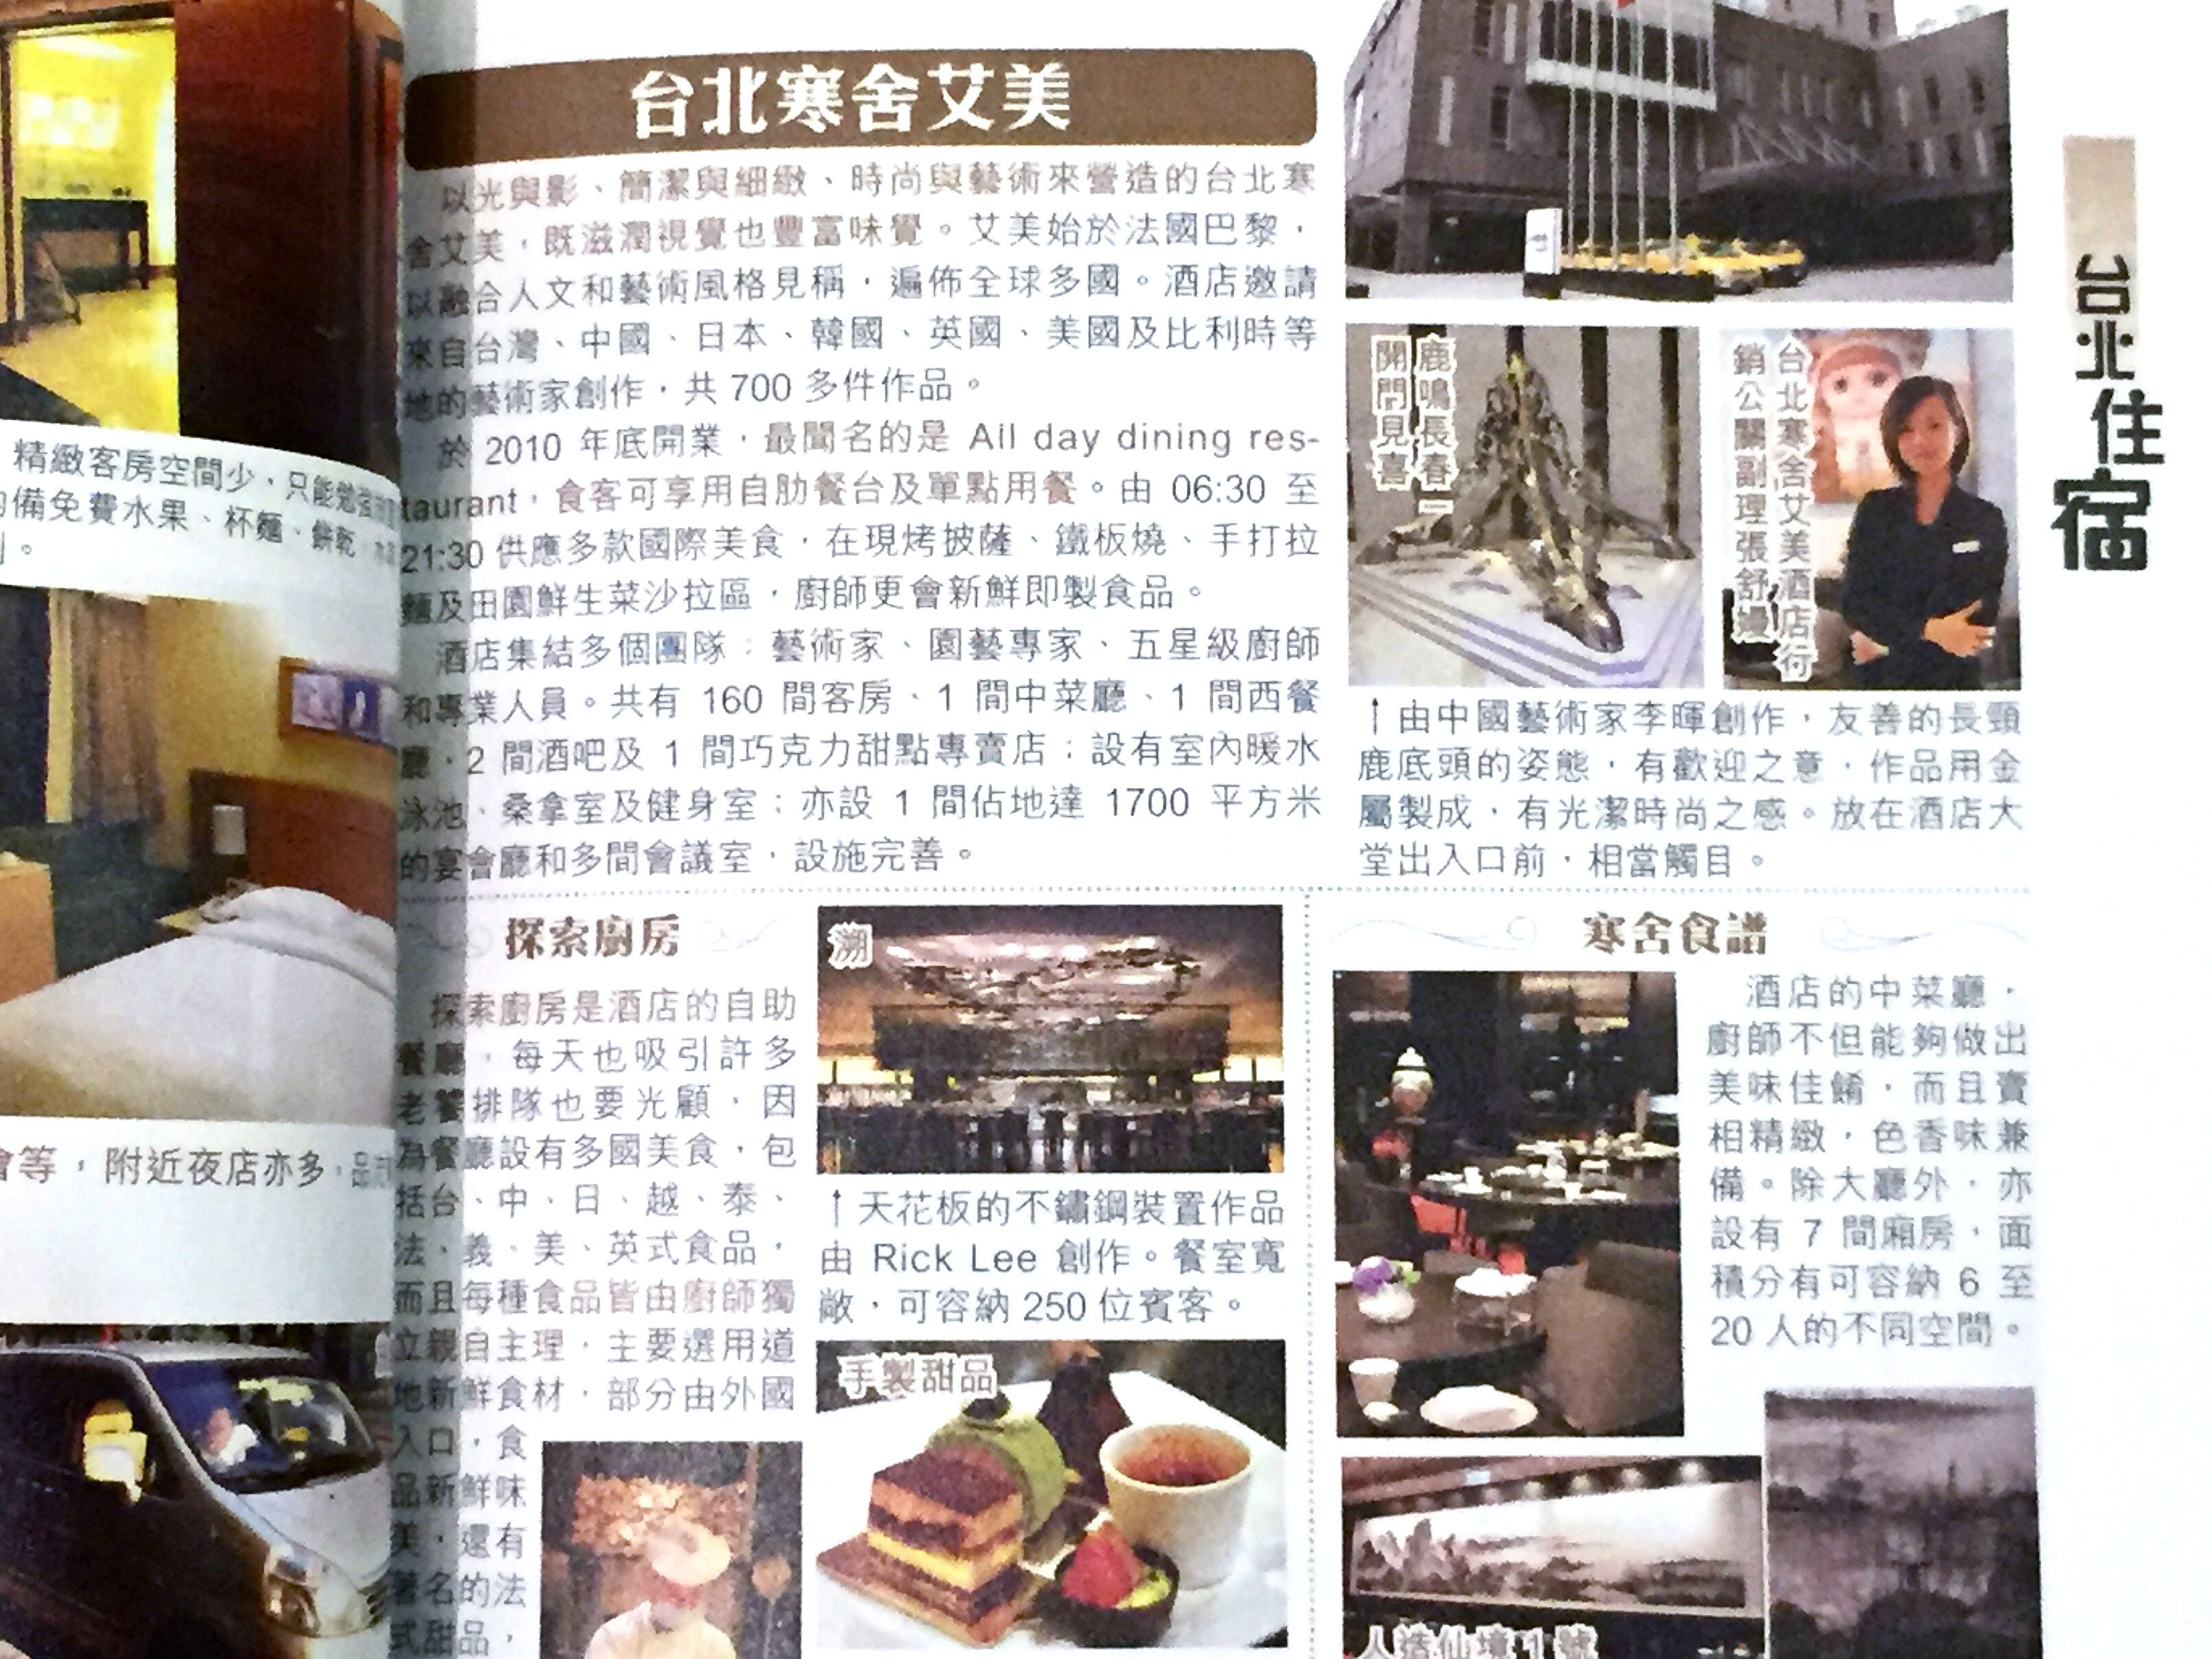 台北寒舍艾美
以光與影、簡潔與細緻、時尚與藝術來營造的台北寒
舍艾美，既滋潤視覺也豐富味覺。艾美始於法國巴黎，
以融合人文和藝術風格見稱，遍佈全球多國。酒店邀請
來自台灣、中國、日本、韓國、英國、美國及比利時等
地的藝術家創作，共 700 多件作品。
於 2010 年底開業，最聞名的是 All day dining res-
taurant，食客可享用自助餐台及單點用餐。由 06:30 至
21:30 供應多款國際美食，在現烤披薩、鐵板燒、手打拉
麵及田園鮮生菜沙拉區，廚師更會新鮮即製食品。
酒店集結多個團隊：藝術家、園藝專家、五星級廚師
和專業人員。共有 160 間客房、1 間中菜廳、1 間西餐
廳、2 間酒吧及 1 間巧克力甜點專賣店；設有室內暖水
泳池、桑拿室及健身室；亦設 1 間佔地達 1700 平方米
的宴會廳和多間會議室，設施完善。
鹿鳴長春—
開門見喜
台北寒舍艾美酒店行
銷公關副理張舒嫚
↑由中國藝術家李暉創作，友善的長頸
鹿底頭的姿態，有歡迎之意，作品用金
屬製成，有光潔時尚之感。放在酒店大
堂出入口前，相當觸目。
台北住宿
探索廚房
探索廚房是酒店的自助
餐廳，每天也吸引許多
老饕排隊也要光顧，因
為餐廳設有多國美食，包
括台、中、日、越、泰、
法、義、美、英式食品，
而且每種食品皆由廚師獨
立親自主理，主要選用道
地新鮮食材，部分由外國
入口，食
品新鮮味
美，還有
著名的法
式甜品，
溯
↑天花板的不鏽鋼裝置作品
由 Rick Lee 創作。餐室寬
敞，可容納 250 位賓客。
手製甜品
寒舍食譜
酒店的中菜廳，
廚師不但能夠做出
美味佳餚，而且賣
相精緻，色香味兼
備。除大廳外，亦
設有 7 間廂房，面
積分有可容納 6 至
20 人的不同空間。
人造仙境1號
精緻客房空間少，只能勉強
備免費水果、杯麵、餅乾、
會等，附近夜店亦多，